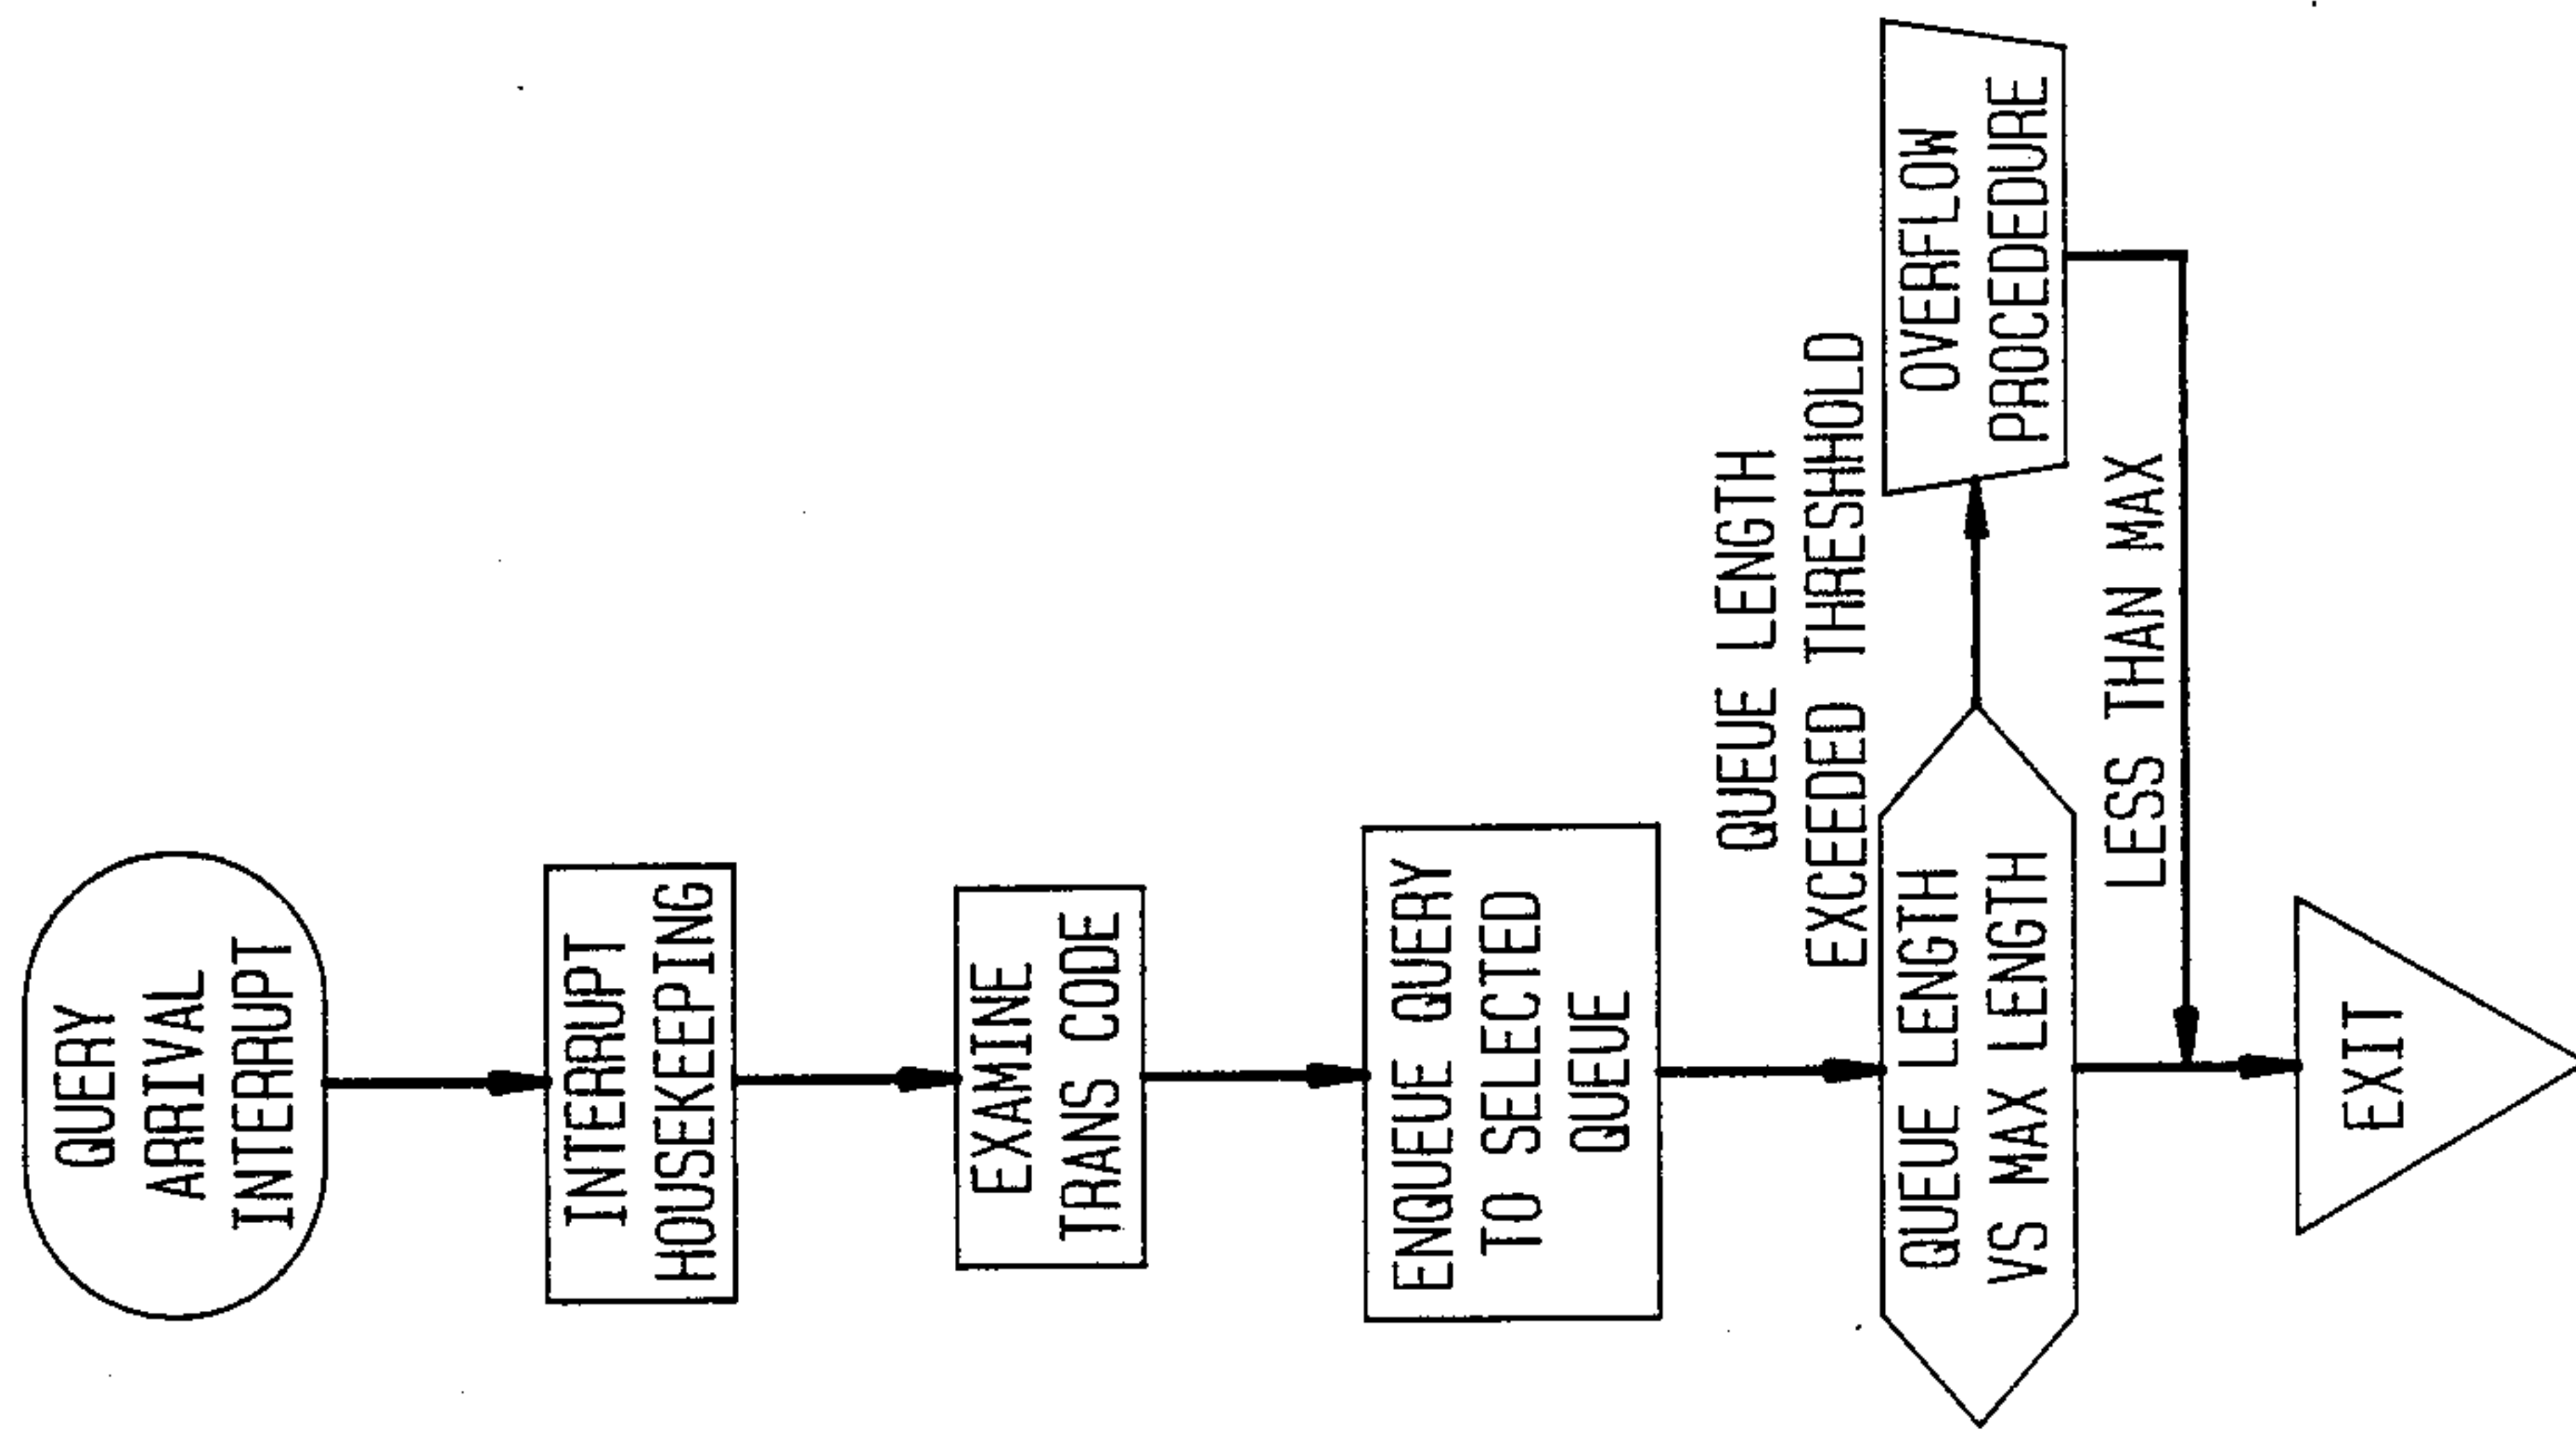 QUERY
ARRIVAL
INTERRUPT
INTERRUPT
HOUSEKEEPING
EXAMINE
TRANS CODE
ENQUEUE QUERY
TO SELECTED
QUEUE
QUEUE LENGTH
EXCEEDED THRESHHOLD
QUEUE LENGTH
VS MAX LENGTH
OVERFLOW
PROCEDEDURE
LESS THAN MAX
EXIT